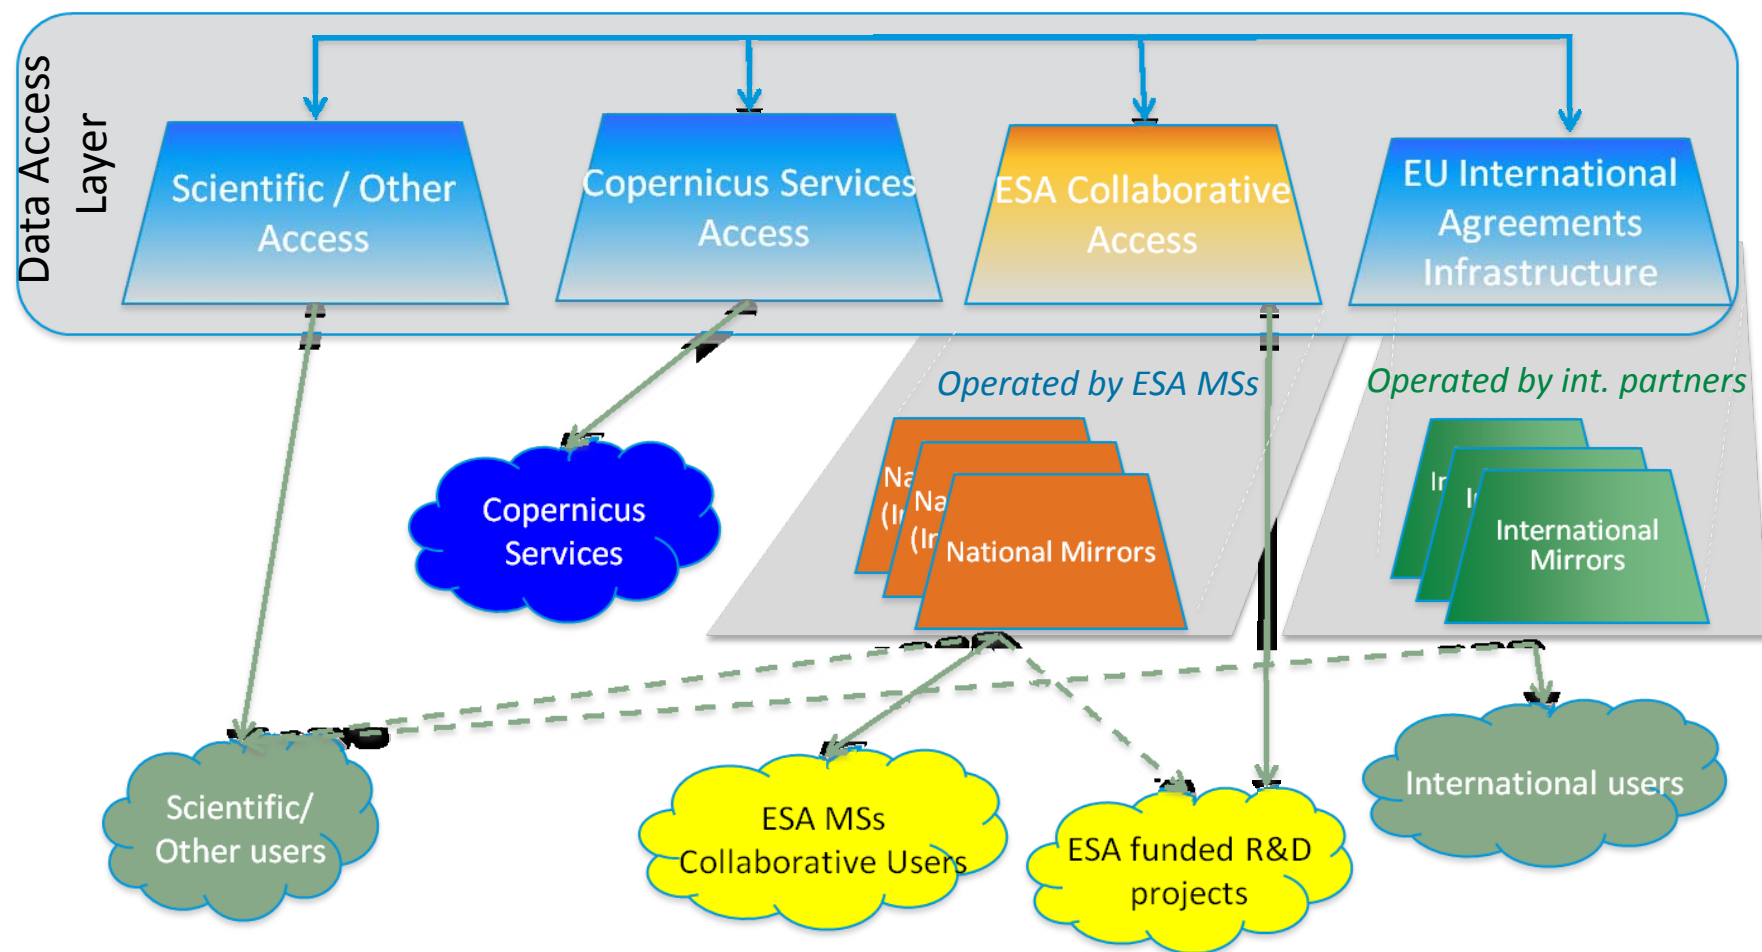 Data Access
Layer
Scientific / Other
Access
Copernicus Services
Access
ESA Collaborative
Access
EU International
Agreements
Infrastructure
Operated by ESA MSs
Operated by int. partners
Copernicus
Services
National Mirrors
International
Mirrors
Scientific/
Other users
ESA MSs
Collaborative Users
ESA funded R&D
projects
International users